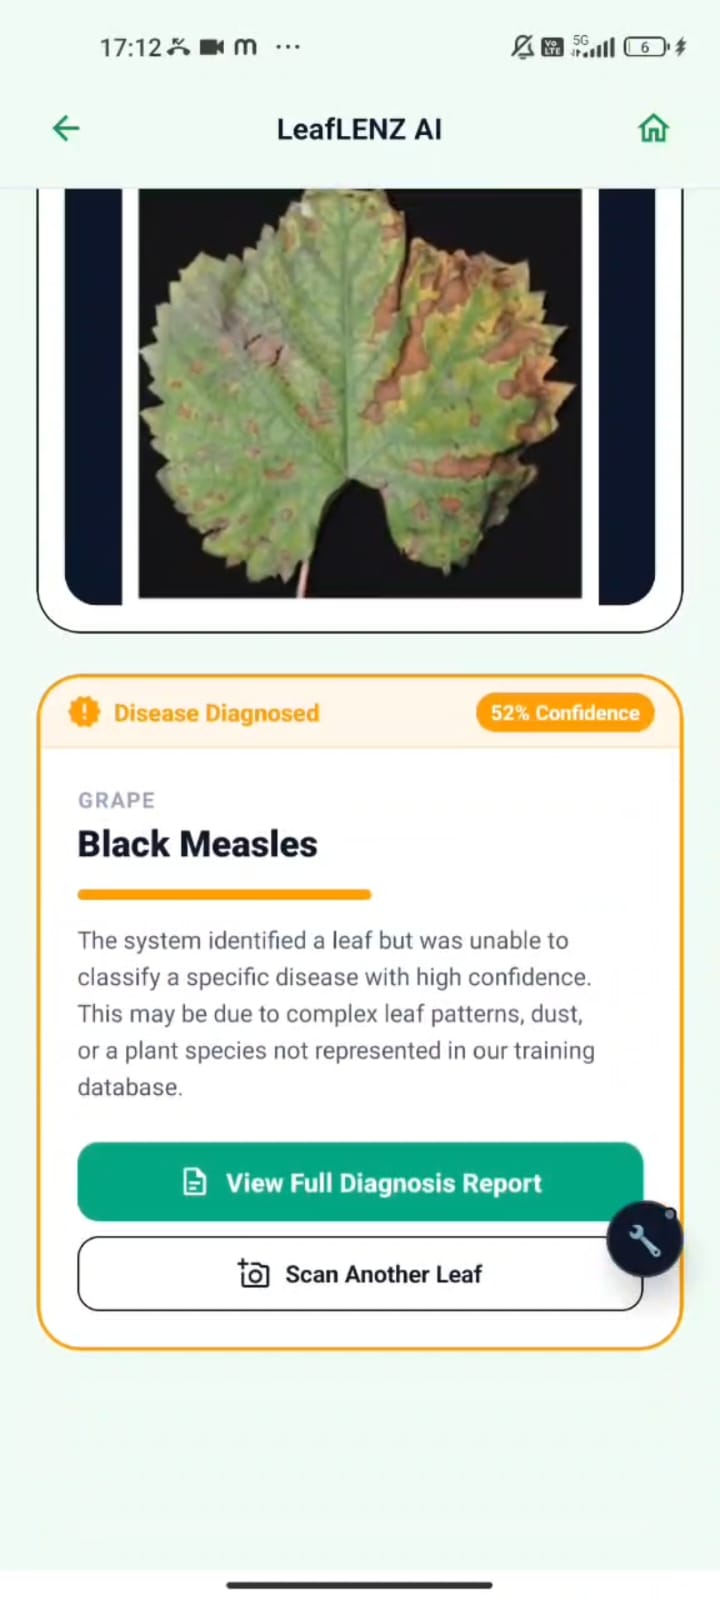 17:12 m ...
Vo LTE 5G 6
LeafLENZ AI
Disease Diagnosed 52% Confidence
GRAPE
Black Measles
The system identified a leaf but was unable to
classify a specific disease with high confidence.
This may be due to complex leaf patterns, dust,
or a plant species not represented in our training
database.
View Full Diagnosis Report
Scan Another Leaf